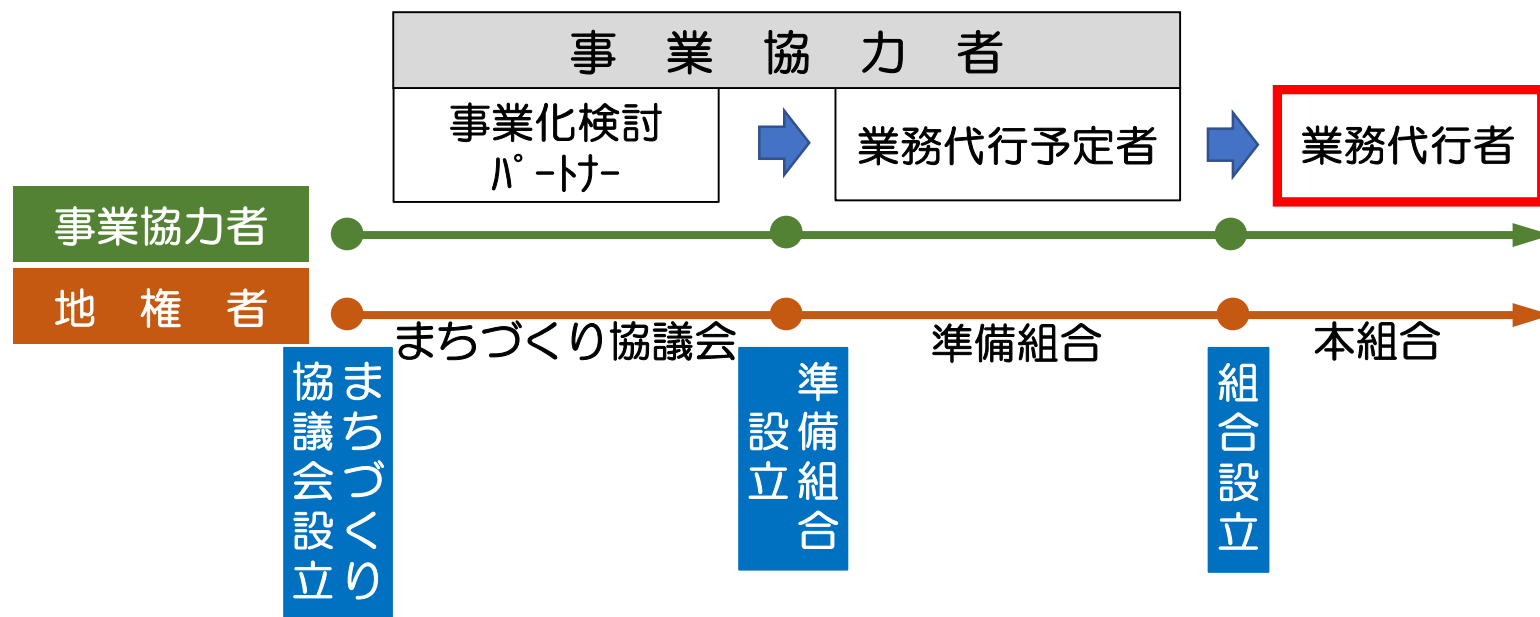 事業協力者
事業化検討
ﾊﾟｰﾄﾅｰ
業務代行予定者
業務代行者
事業協力者
地権者
まちづくり協議会
準備組合
本組合
まちづくり
協議会設立
準備組合
設立
組合設立